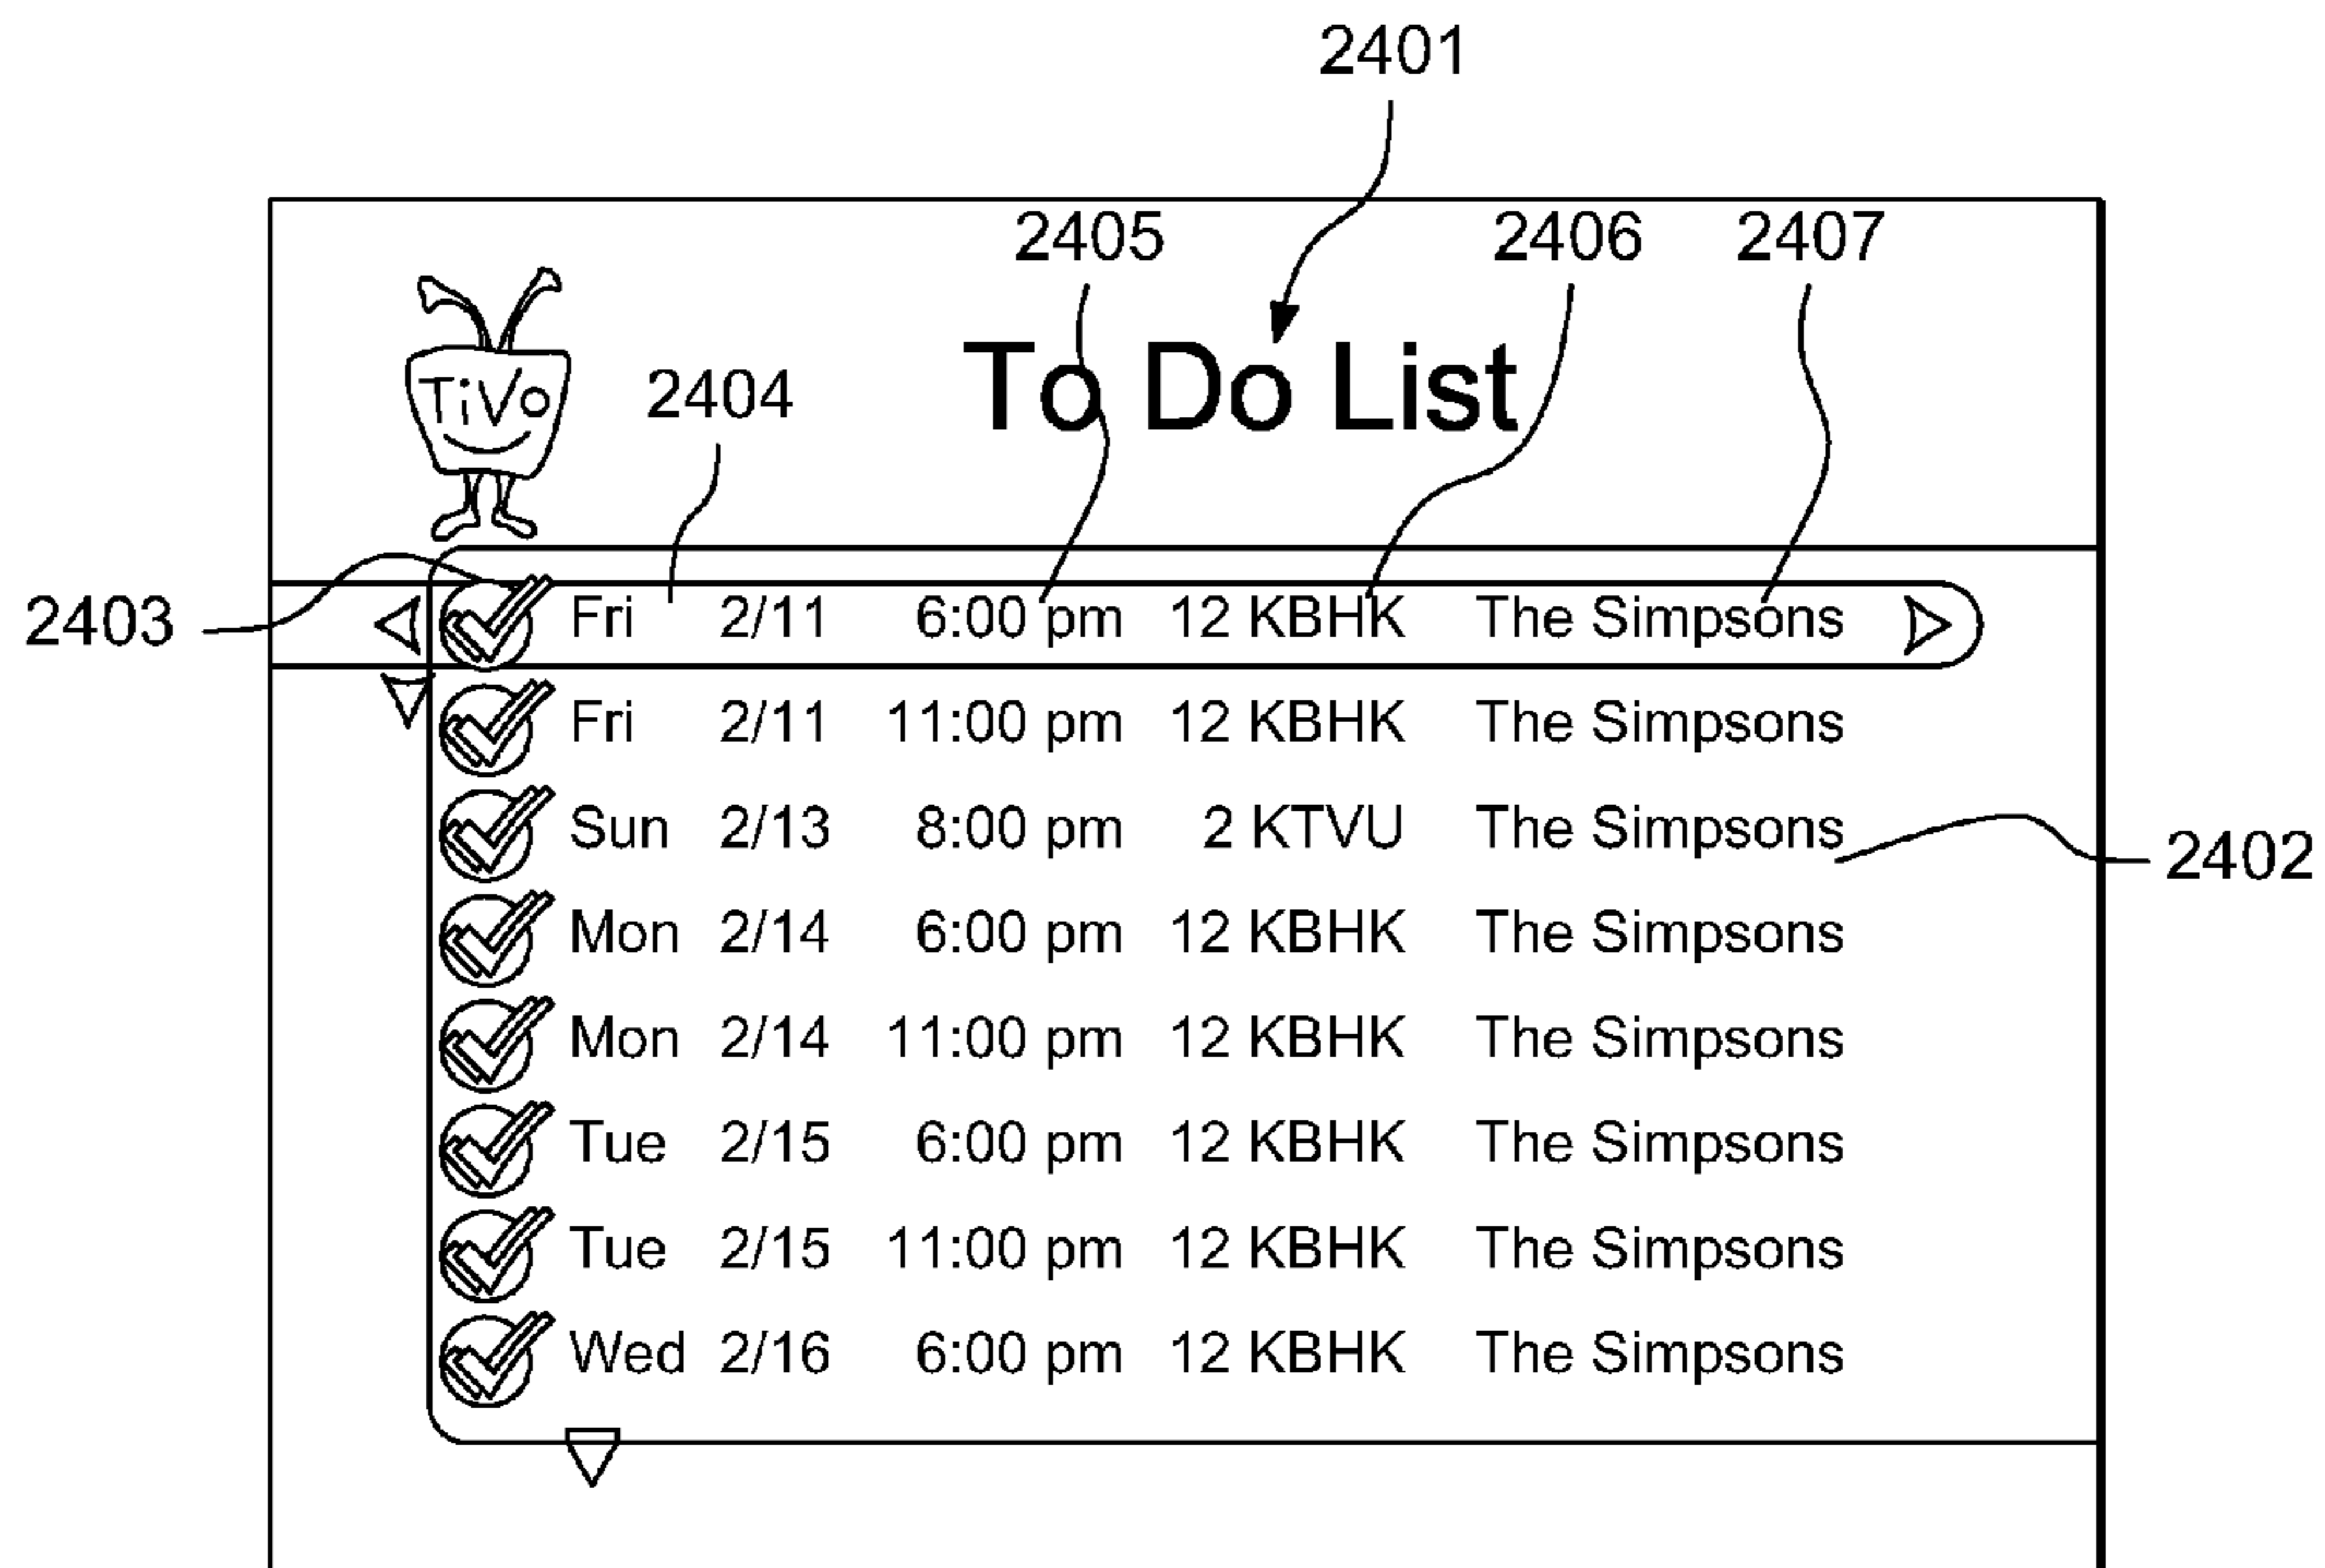 2401
2405 2406 2407
TiVo
2404
To Do List
2403
Fri 2/11 6:00 pm 12 KBHK The Simpsons
Fri 2/11 11:00 pm 12 KBHK The Simpsons
Sun 2/13 8:00 pm 2 KTVU The Simpsons
2402
Mon 2/14 6:00 pm 12 KBHK The Simpsons
Mon 2/14 11:00 pm 12 KBHK The Simpsons
Tue 2/15 6:00 pm 12 KBHK The Simpsons
Tue 2/15 11:00 pm 12 KBHK The Simpsons
Wed 2/16 6:00 pm 12 KBHK The Simpsons